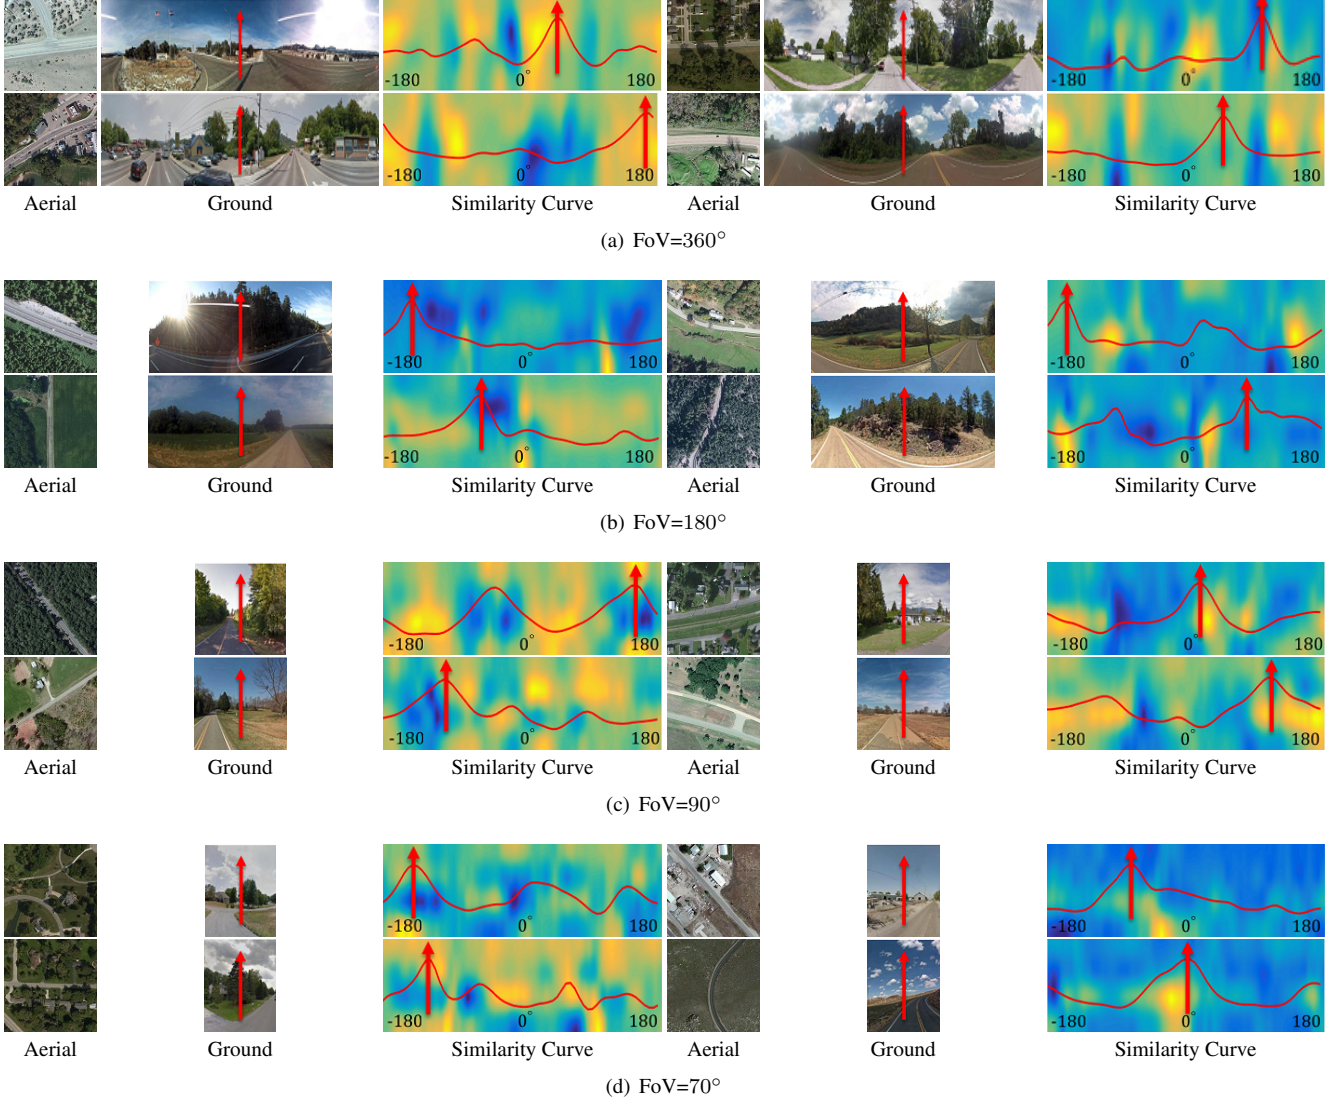 -180 0° 180 -180 0° 180
-180 0° 180 -180 0° 180
Aerial Ground Similarity Curve Aerial Ground Similarity Curve
(a) FoV=360°
-180 0° 180 -180 0° 180
-180 0° 180 -180 0° 180
Aerial Ground Similarity Curve Aerial Ground Similarity Curve
(b) FoV=180°
-180 0° 180 -180 0° 180
-180 0° 180 -180 0° 180
Aerial Ground Similarity Curve Aerial Ground Similarity Curve
(c) FoV=90°
-180 0° 180 -180 0° 180
-180 0° 180 -180 0° 180
Aerial Ground Similarity Curve Aerial Ground Similarity Curve
(d) FoV=70°